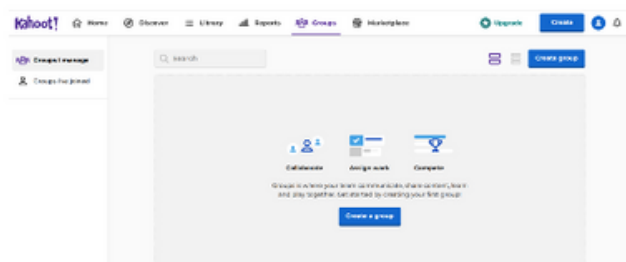 Kahoot! Home Discover Library Reports Groups Marketplace Upgrade Create
Groups I manage
Groups I've joined
Search
Create group
Collaborate Assign work Compete
Groups is where your team communicate, share content, learn
and play together. Get started by creating your first group!
Create a group